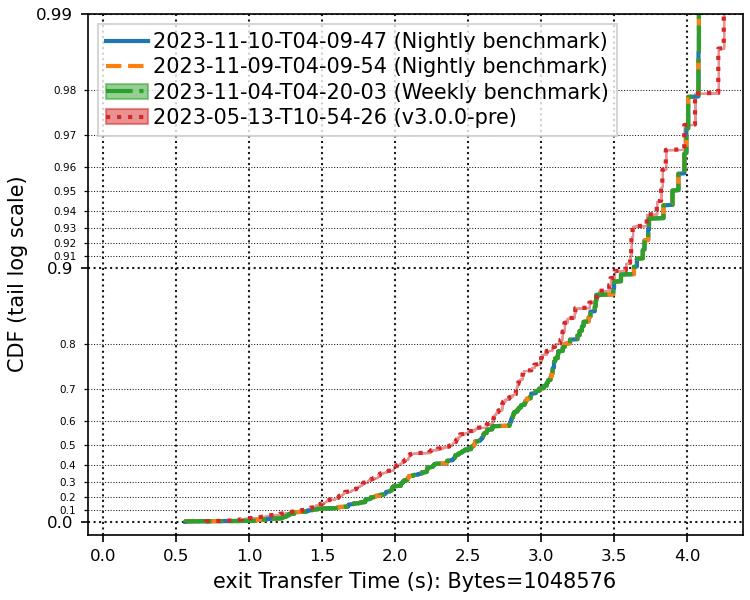 2023-11-10-T04-09-47 (Nightly benchmark)
2023-11-09-T04-09-54 (Nightly benchmark)
2023-11-04-T04-20-03 (Weekly benchmark)
2023-05-13-T10-54-26 (v3.0.0-pre)
CDF (tail log scale)
0.99
0.98
0.97
0.96
0.95
0.94
0.93
0.92
0.91
0.9
0.8
0.7
0.6
0.5
0.4
0.3
0.2
0.1
0.0
0.0 0.5 1.0 1.5 2.0 2.5 3.0 3.5 4.0
exit Transfer Time (s): Bytes=1048576